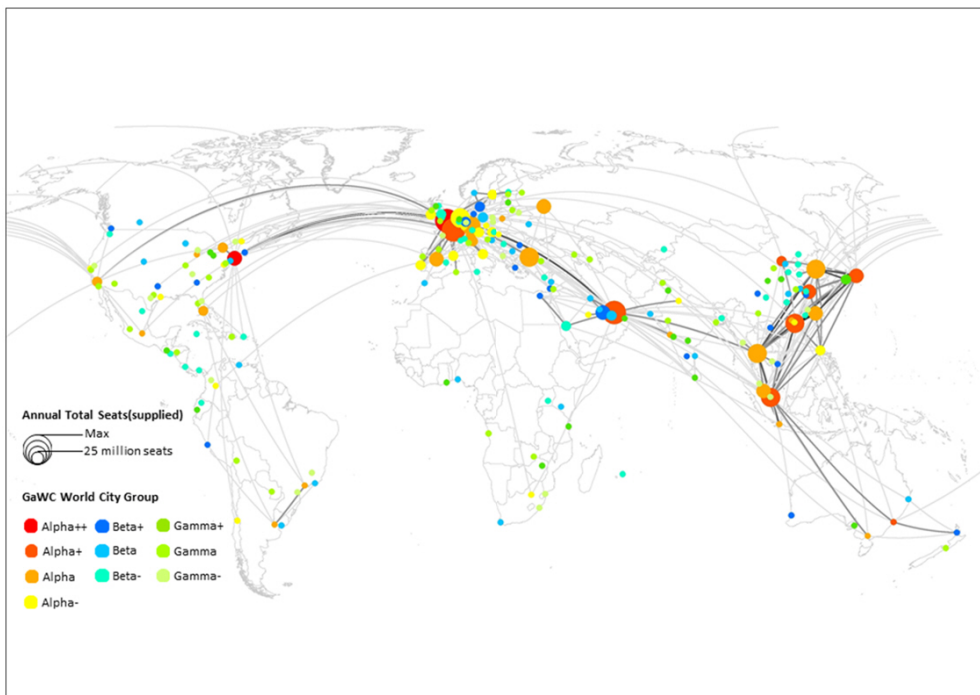 Annual Total Seats(supplied)
Max
25 million seats
GaWC World City Group
Alpha++ Beta+ Gamma+
Alpha+ Beta Gamma
Alpha Beta- Gamma-
Alpha-